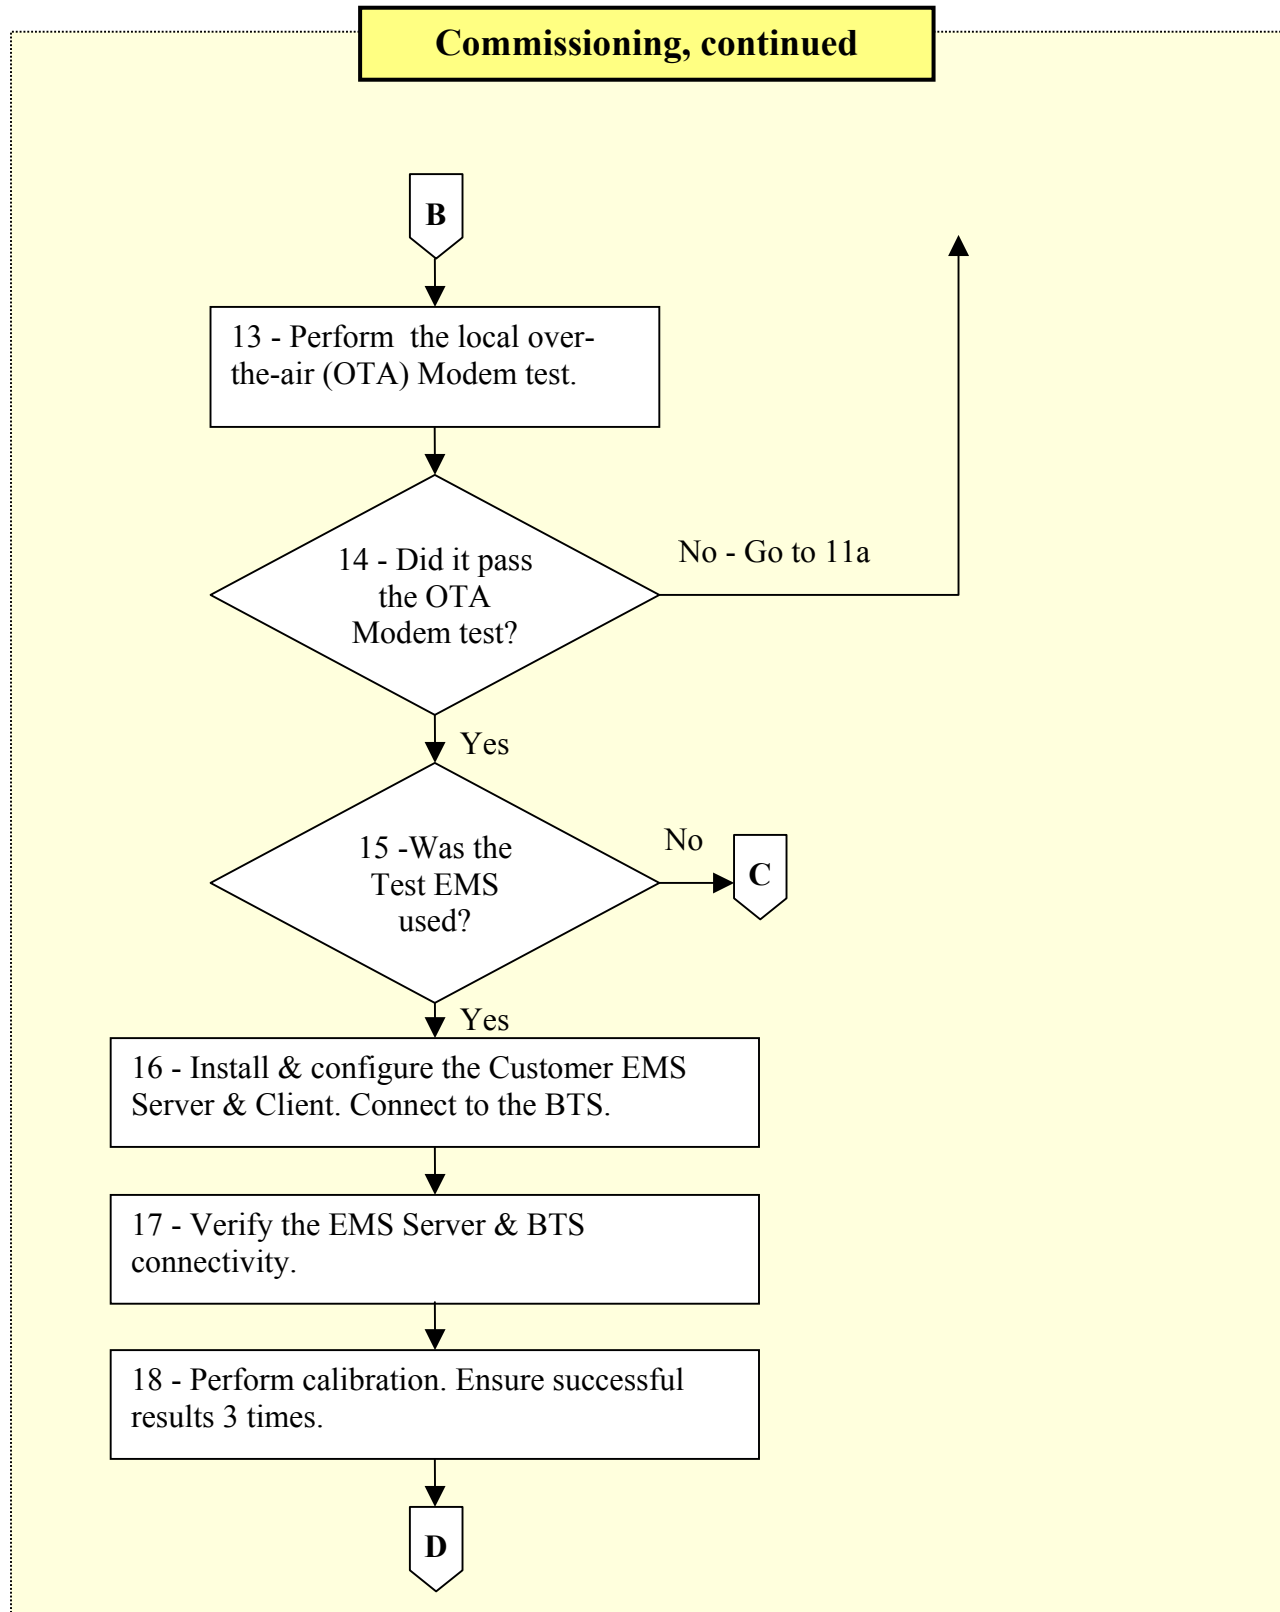 Commissioning, continued
B
13 - Perform  the local over-
the-air (OTA) Modem test.
14 - Did it pass
the OTA
Modem test?
No - Go to 11a
Yes
15 -Was the
Test EMS
used?
No
C
Yes
16 - Install & configure the Customer EMS
Server & Client. Connect to the BTS.
17 - Verify the EMS Server & BTS
connectivity.
18 - Perform calibration. Ensure successful
results 3 times.
D